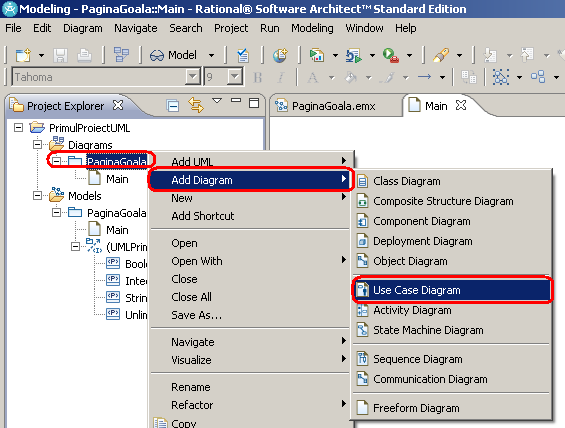 Modeling - PaginaGoala::Main - Rational® Software Architect™ Standard Edition
File Edit Diagram Navigate Search Project Run Modeling Window Help
Model
Tahoma 9 B I A
Project Explorer
PaginaGoala.emx Main
PrimulProiectUML
Diagrams
PaginaGoala
Main
Models
PaginaGoala
Main
(UMLPrim
Bool
Inte
Strin
Unlin
Add UML
Add Diagram
New
Add Shortcut
Open
Open With
Close
Close All
Save As...
Navigate
Visualize
Rename
Refactor
Copy
Class Diagram
Composite Structure Diagram
Component Diagram
Deployment Diagram
Object Diagram
Use Case Diagram
Activity Diagram
State Machine Diagram
Sequence Diagram
Communication Diagram
Freeform Diagram